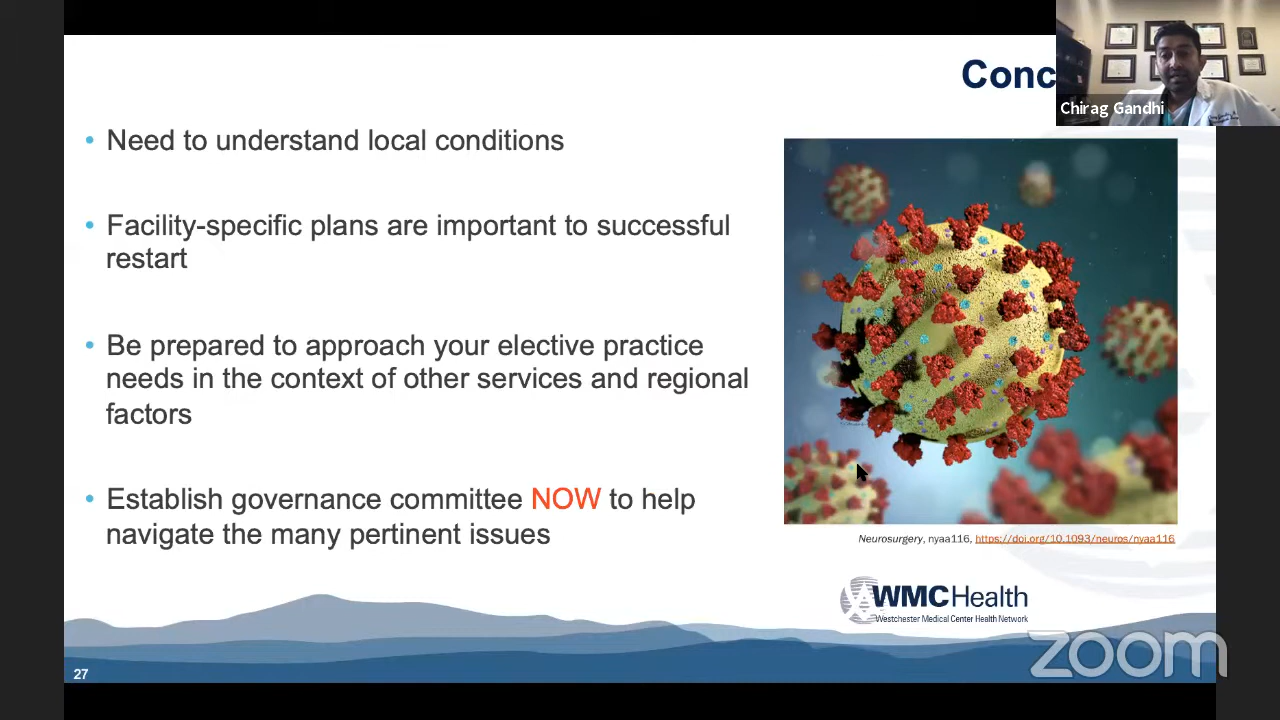 Conc
Chirag Gandhi
• Need to understand local conditions
• Facility-specific plans are important to successful
restart
• Be prepared to approach your elective practice
needs in the context of other services and regional
factors
• Establish governance committee NOW to help
navigate the many pertinent issues
Neurosurgery, nyaa116, https://doi.org/10.1093/neuros/nyaa116
WMCHealth
Westchester Medical Center Health Network
zoom
27